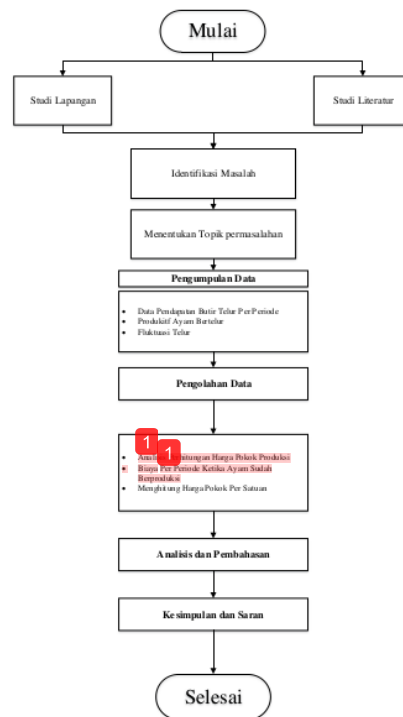 Mulai
Studi Lapangan
Studi Literatur
Identifikasi Masalah
Menentukan Topik permasalahan
Pengumpulan Data
• Data Pendapatan Butir Telur Per Periode
• Produkitf Ayam Bertelur
• Fluktuasi Telur
Pengolahan Data
1
1
• Harga Pokok Produksi
• Biaya Per Periode Ketika Ayam Sudah
Berproduksi
• Menghitung Harga Pokok Per Satuan
Analisis dan Pembahasan
Kesimpulan dan Saran
Selesai